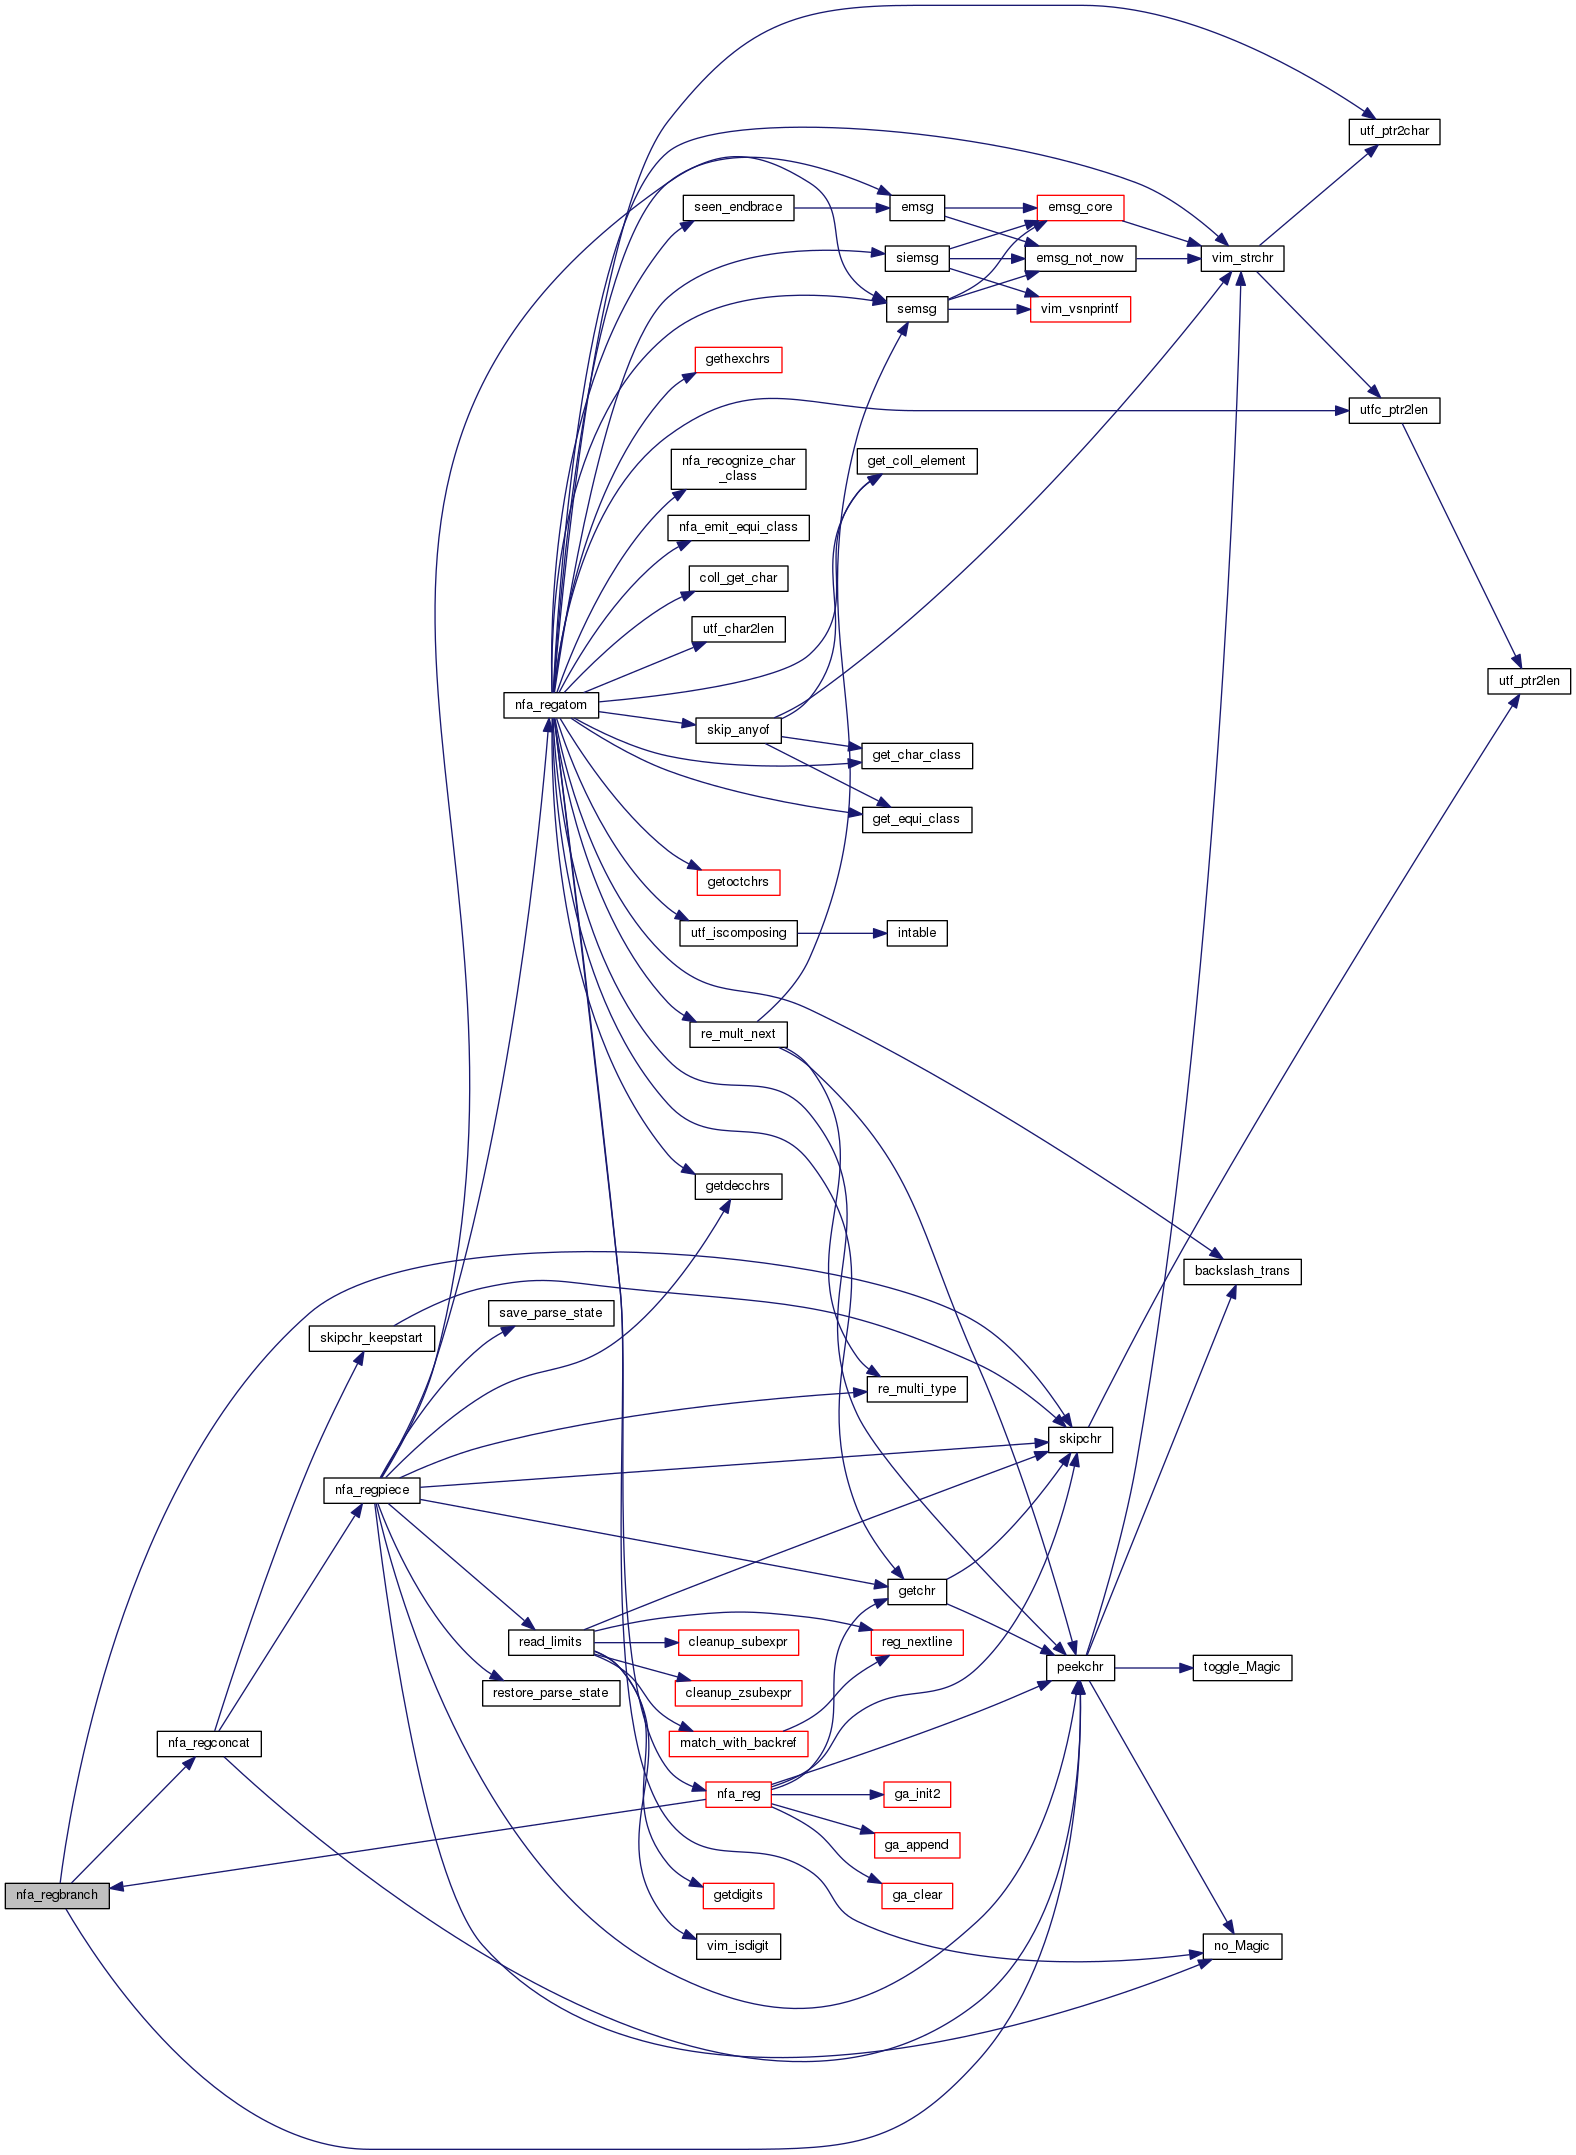 utf_ptr2char
seen_endbrace
emsg
emsg_core
siemsg
emsg_not_now
vim_strchr
semsg
vim_vsnprintf
gethexchrs
utfc_ptr2len
nfa_recognize_char
_class
get_coll_element
nfa_emit_equi_class
coll_get_char
utf_char2len
utf_ptr2len
nfa_regatom
skip_anyof
get_char_class
get_equi_class
getoctchrs
utf_iscomposing
intable
re_mult_next
getdecchrs
backslash_trans
save_parse_state
skipchr_keepstart
re_multi_type
skipchr
nfa_regpiece
getchr
read_limits
cleanup_subexpr
reg_nextline
peekchr
toggle_Magic
restore_parse_state
cleanup_zsubexpr
nfa_regconcat
match_with_backref
nfa_reg
ga_init2
ga_append
nfa_regbranch
getdigits
ga_clear
vim_isdigit
no_Magic